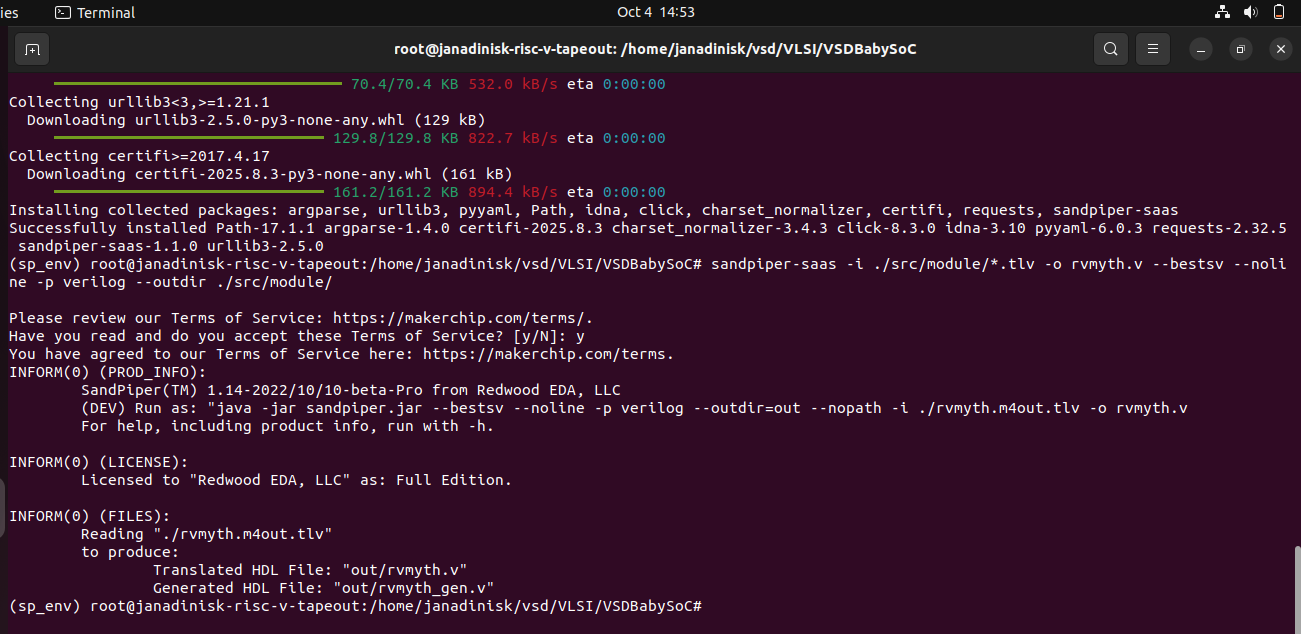 ies
Terminal
Oct 4 14:53
root@janadinisk-risc-v-tapeout: /home/janadinisk/vsd/VLSI/VSDBabySoC
70.4/70.4 KB 532.0 kB/s eta 0:00:00
Collecting urllib3<3,>=1.21.1
  Downloading urllib3-2.5.0-py3-none-any.whl (129 kB)
129.8/129.8 KB 822.7 kB/s eta 0:00:00
Collecting certifi>=2017.4.17
  Downloading certifi-2025.8.3-py3-none-any.whl (161 kB)
161.2/161.2 KB 894.4 kB/s eta 0:00:00
Installing collected packages: argparse, urllib3, pyyaml, Path, idna, click, charset_normalizer, certifi, requests, sandpiper-saas
Successfully installed Path-17.1.1 argparse-1.4.0 certifi-2025.8.3 charset_normalizer-3.4.3 click-8.3.0 idna-3.10 pyyaml-6.0.3 requests-2.32.5
 sandpiper-saas-1.1.0 urllib3-2.5.0
(sp_env) root@janadinisk-risc-v-tapeout:/home/janadinisk/vsd/VLSI/VSDBabySoC# sandpiper-saas -i ./src/module/*.tlv -o rvmyth.v --bestsv --noli
ne -p verilog --outdir ./src/module/
Please review our Terms of Service: https://makerchip.com/terms/.
Have you read and do you accept these Terms of Service? [y/N]: y
You have agreed to our Terms of Service here: https://makerchip.com/terms.
INFORM(0) (PROD_INFO):
        SandPiper(TM) 1.14-2022/10/10-beta-Pro from Redwood EDA, LLC
        (DEV) Run as: "java -jar sandpiper.jar --bestsv --noline -p verilog --outdir=out --nopath -i ./rvmyth.m4out.tlv -o rvmyth.v
        For help, including product info, run with -h.
INFORM(0) (LICENSE):
        Licensed to "Redwood EDA, LLC" as: Full Edition.
INFORM(0) (FILES):
        Reading "./rvmyth.m4out.tlv"
        to produce:
                Translated HDL File: "out/rvmyth.v"
                Generated HDL File: "out/rvmyth_gen.v"
(sp_env) root@janadinisk-risc-v-tapeout:/home/janadinisk/vsd/VLSI/VSDBabySoC#